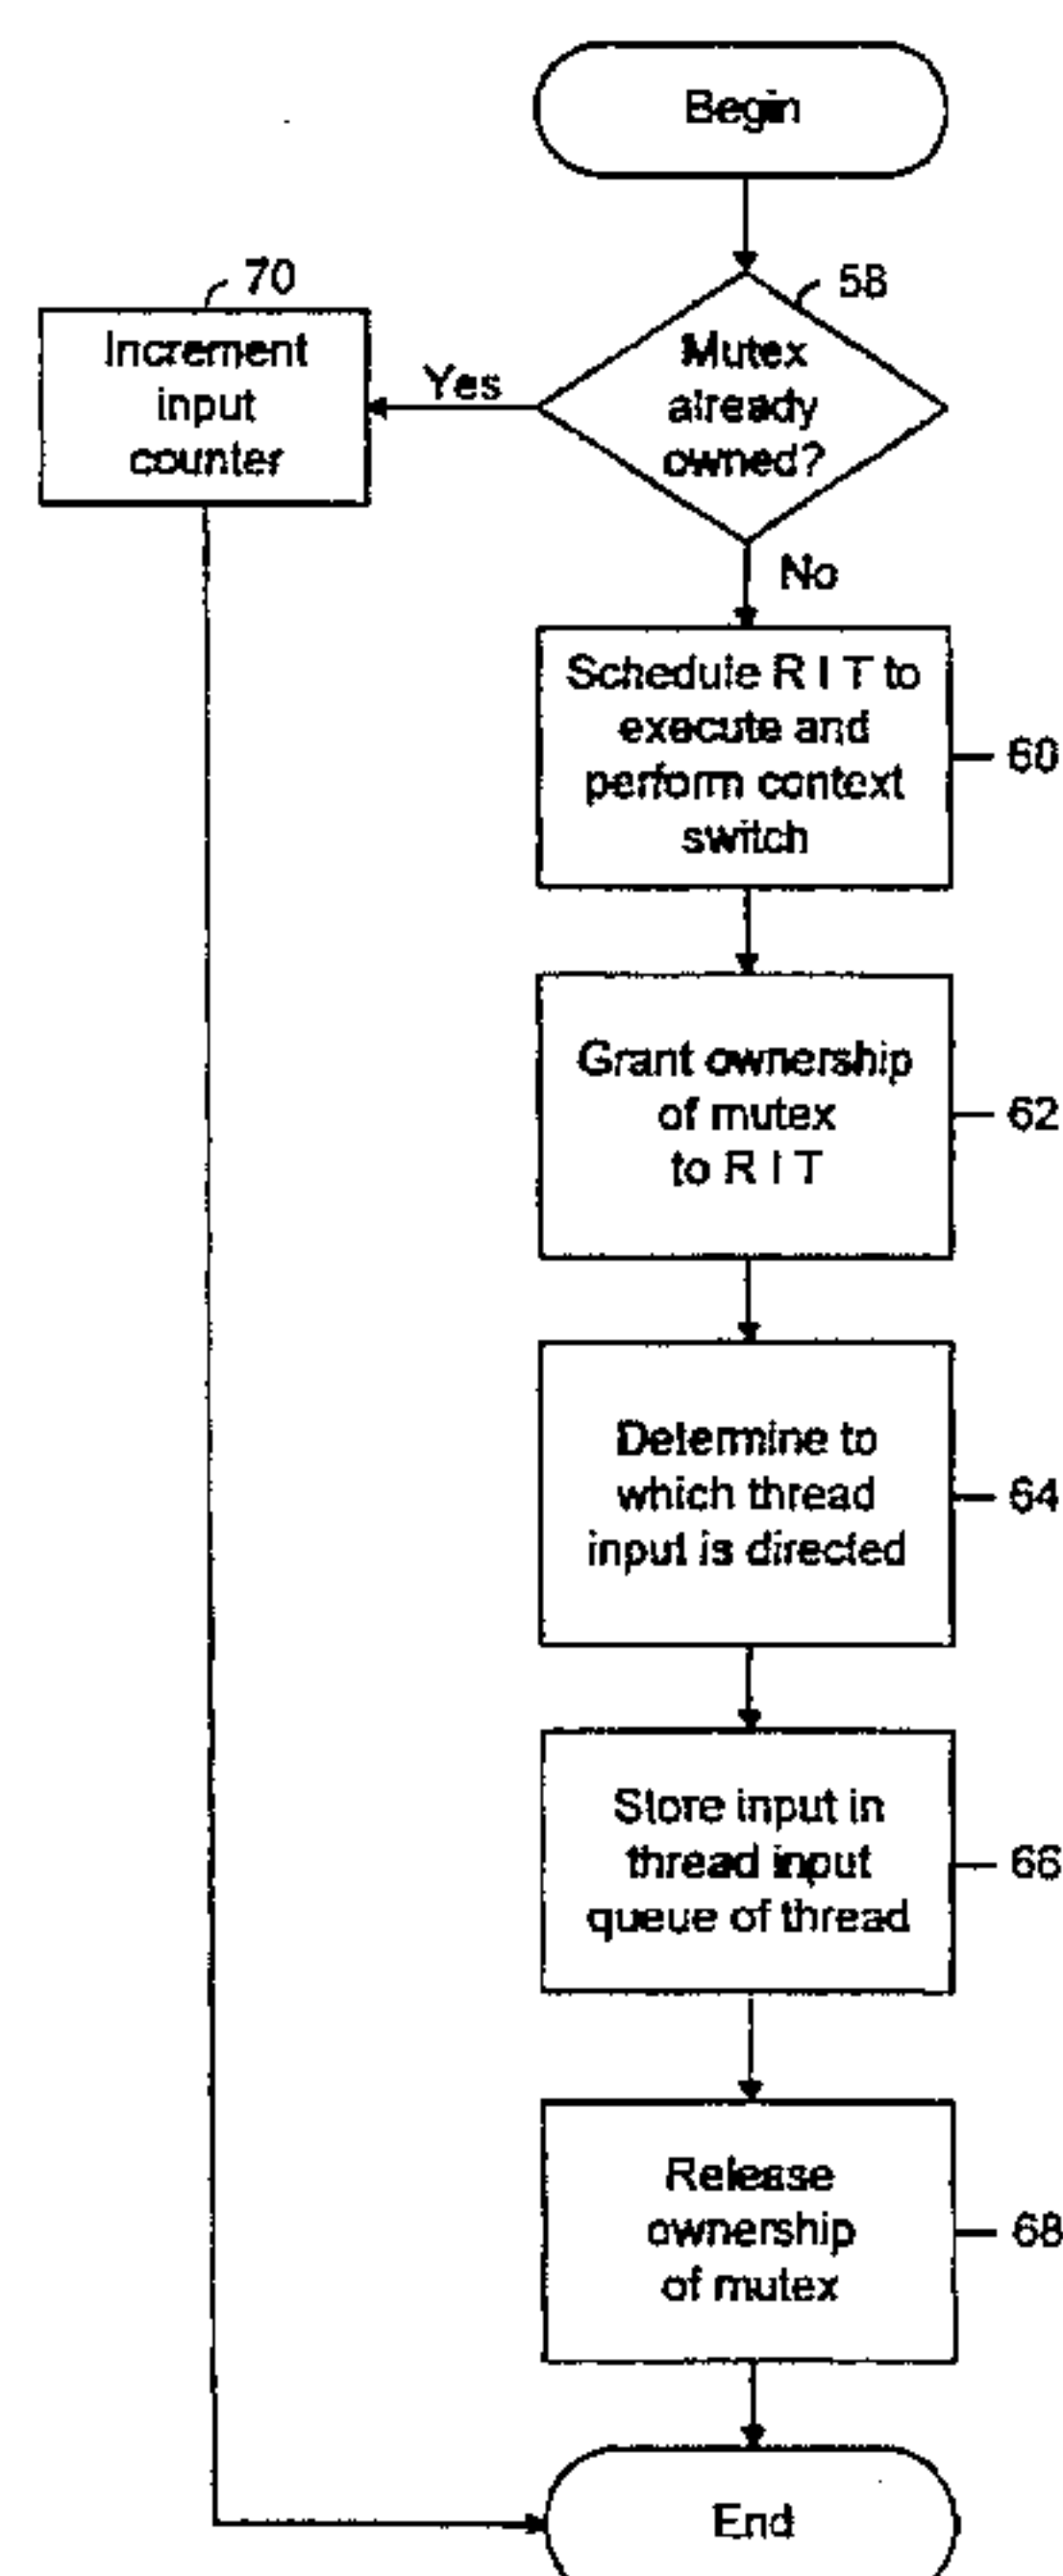 Begin
58
Mutex
already
owned?
Yes
70
Increment
input
counter
No
Schedule R I T to
execute and
perform context
switch
60
Grant ownership
of mutex
to R I T
62
Determine to
which thread
input is directed
64
Store input in
thread input
queue of thread
66
Release
ownership
of mutex
68
End